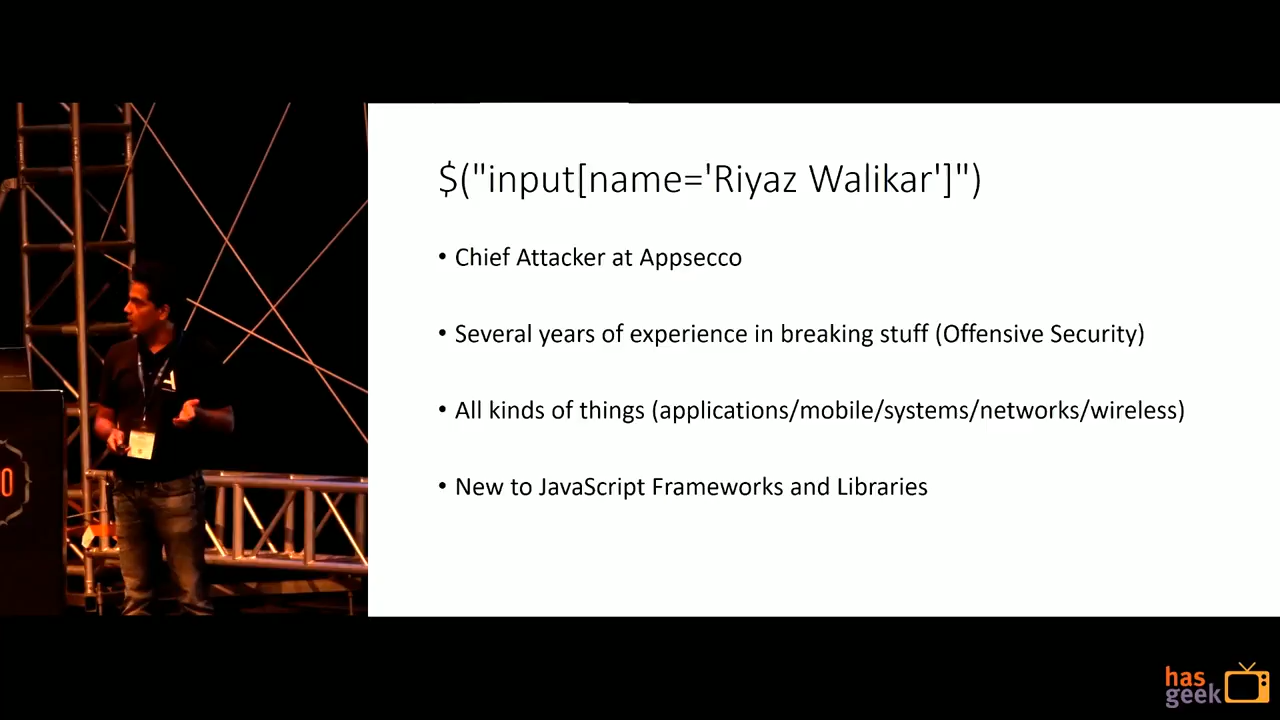 $("input[name='Riyaz Walikar']")
• Chief Attacker at Appsecco
• Several years of experience in breaking stuff (Offensive Security)
• All kinds of things (applications/mobile/systems/networks/wireless)
• New to JavaScript Frameworks and Libraries
0
has
geek